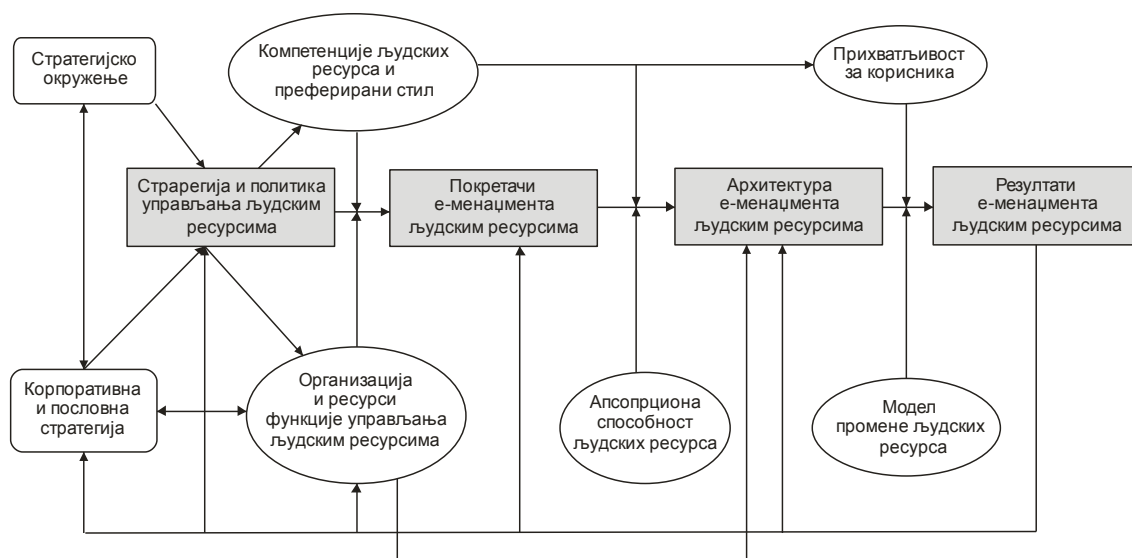 Стратегијско
окружење
Компетенције људских
ресурса и
преферирани стил
Прихватљивост
за корисника
Страрегија и политика
управљања људским
ресурсима
Покретачи
е-менаџмента
људским ресурсима
Архитектура
е-менаџмента
људским ресурсима
Резултати
е-менаџмента
људским ресурсима
Корпоративна
и пословна
стратегија
Организација
и ресурси
функције управљања
људским ресурсима
Апсопрциона
способност
људских ресурса
Модел
промене људских
ресурса